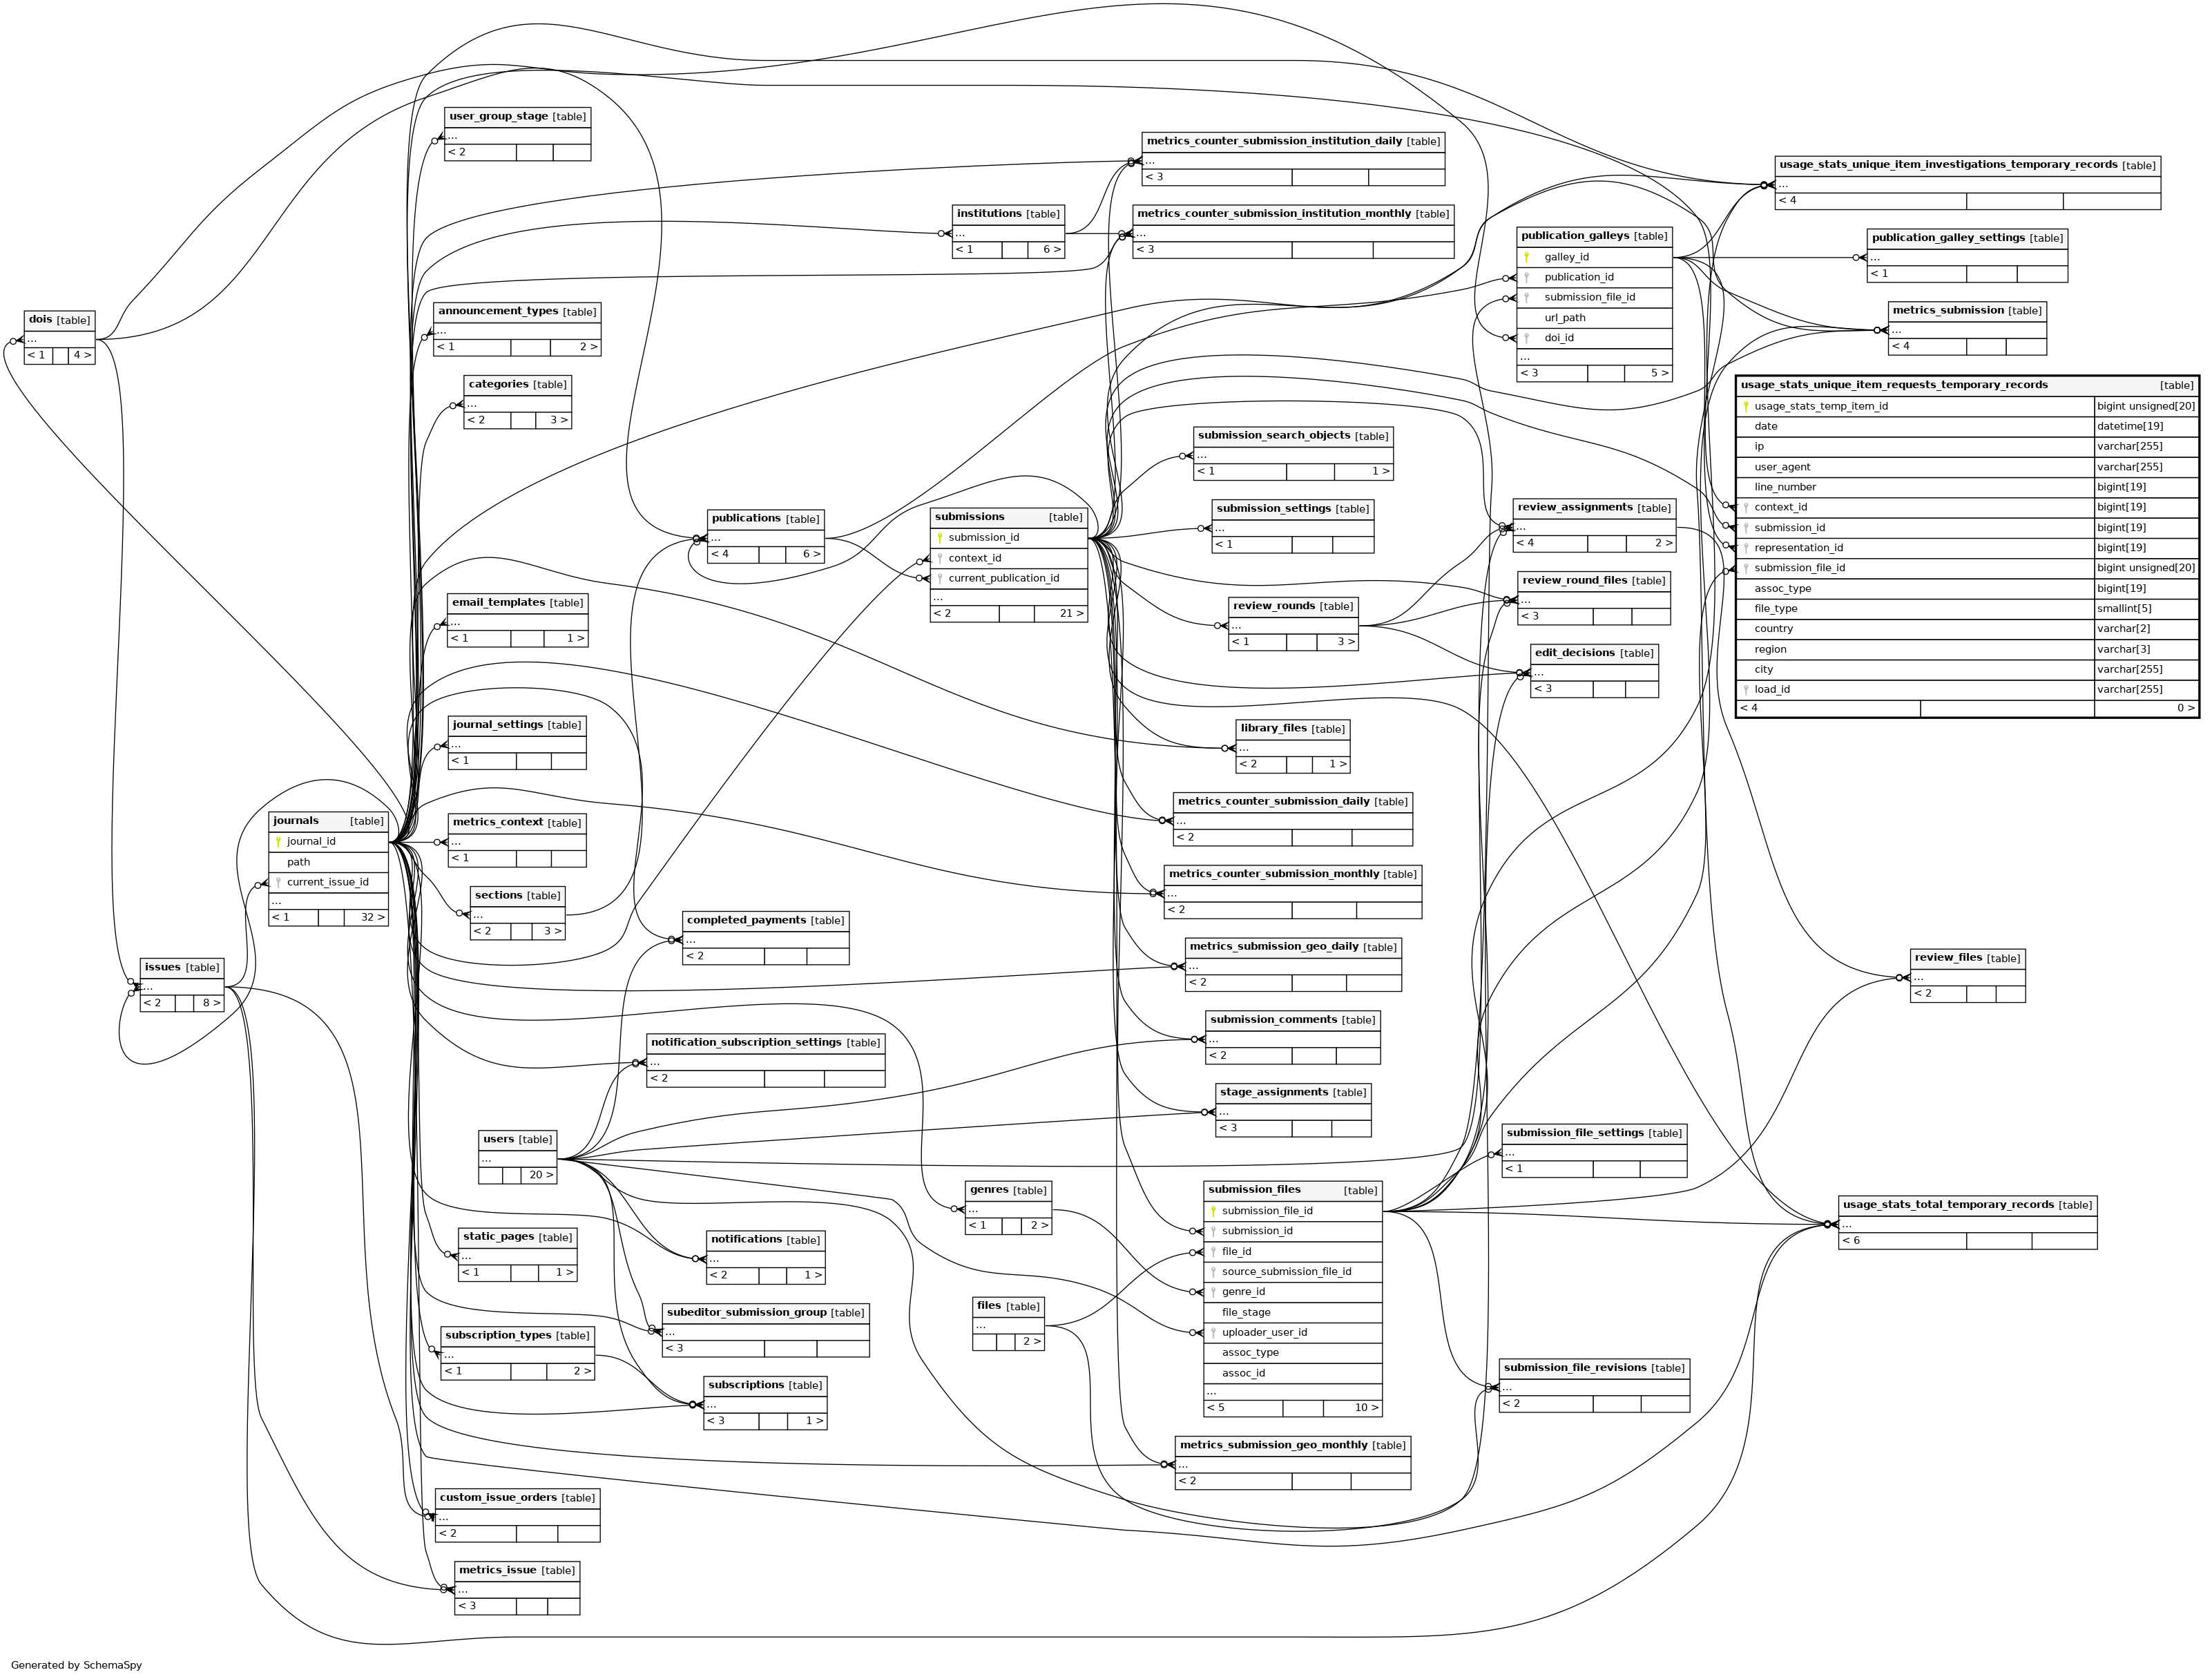 user_group_stage [table]
...
< 2
metrics_counter_submission_institution_daily [table]
...
< 3
usage_stats_unique_item_investigations_temporary_records [table]
...
< 4
institutions [table]
...
< 1 6 >
metrics_counter_submission_institution_monthly [table]
...
< 3
publication_galleys [table]
galley_id
publication_id
submission_file_id
url_path
doi_id
...
< 3 5 >
publication_galley_settings [table]
...
< 1
dois [table]
...
< 1 4 >
announcement_types [table]
...
< 1 2 >
metrics_submission [table]
...
< 4
categories [table]
...
< 2 3 >
usage_stats_unique_item_requests_temporary_records [table]
usage_stats_temp_item_id bigint unsigned[20]
date datetime[19]
ip varchar[255]
user_agent varchar[255]
line_number bigint[19]
context_id bigint[19]
submission_id bigint[19]
representation_id bigint[19]
submission_file_id bigint unsigned[20]
assoc_type bigint[19]
file_type smallint[5]
country varchar[2]
region varchar[3]
city varchar[255]
load_id varchar[255]
< 4 0 >
submission_search_objects [table]
...
< 1 1 >
publications [table]
...
< 4 6 >
submissions [table]
submission_id
context_id
current_publication_id
...
< 2 21 >
submission_settings [table]
...
< 1
review_assignments [table]
...
< 4 2 >
review_round_files [table]
...
< 3
email_templates [table]
...
< 1 1 >
review_rounds [table]
...
< 1 3 >
edit_decisions [table]
...
< 3
journal_settings [table]
...
< 1
library_files [table]
...
< 2 1 >
journals [table]
journal_id
path
current_issue_id
...
< 1 32 >
metrics_context [table]
...
< 1
metrics_counter_submission_daily [table]
...
< 2
sections [table]
...
< 2 3 >
metrics_counter_submission_monthly [table]
...
< 2
completed_payments [table]
...
< 2
issues [table]
...
< 2 8 >
metrics_submission_geo_daily [table]
...
< 2
review_files [table]
...
< 2
notification_subscription_settings [table]
...
< 2
submission_comments [table]
...
< 2
stage_assignments [table]
...
< 3
users [table]
...
20 >
submission_file_settings [table]
...
< 1
genres [table]
...
< 1 2 >
submission_files [table]
submission_file_id
submission_id
file_id
source_submission_file_id
genre_id
file_stage
uploader_user_id
assoc_type
assoc_id
...
< 5 10 >
usage_stats_total_temporary_records [table]
...
< 6
static_pages [table]
...
< 1 1 >
notifications [table]
...
< 2 1 >
files [table]
...
2 >
subeditor_submission_group [table]
...
< 3
subscription_types [table]
...
< 1 2 >
submission_file_revisions [table]
...
< 2
subscriptions [table]
...
< 3 1 >
metrics_submission_geo_monthly [table]
...
< 2
custom_issue_orders [table]
...
< 2
metrics_issue [table]
...
< 3
Generated by SchemaSpy